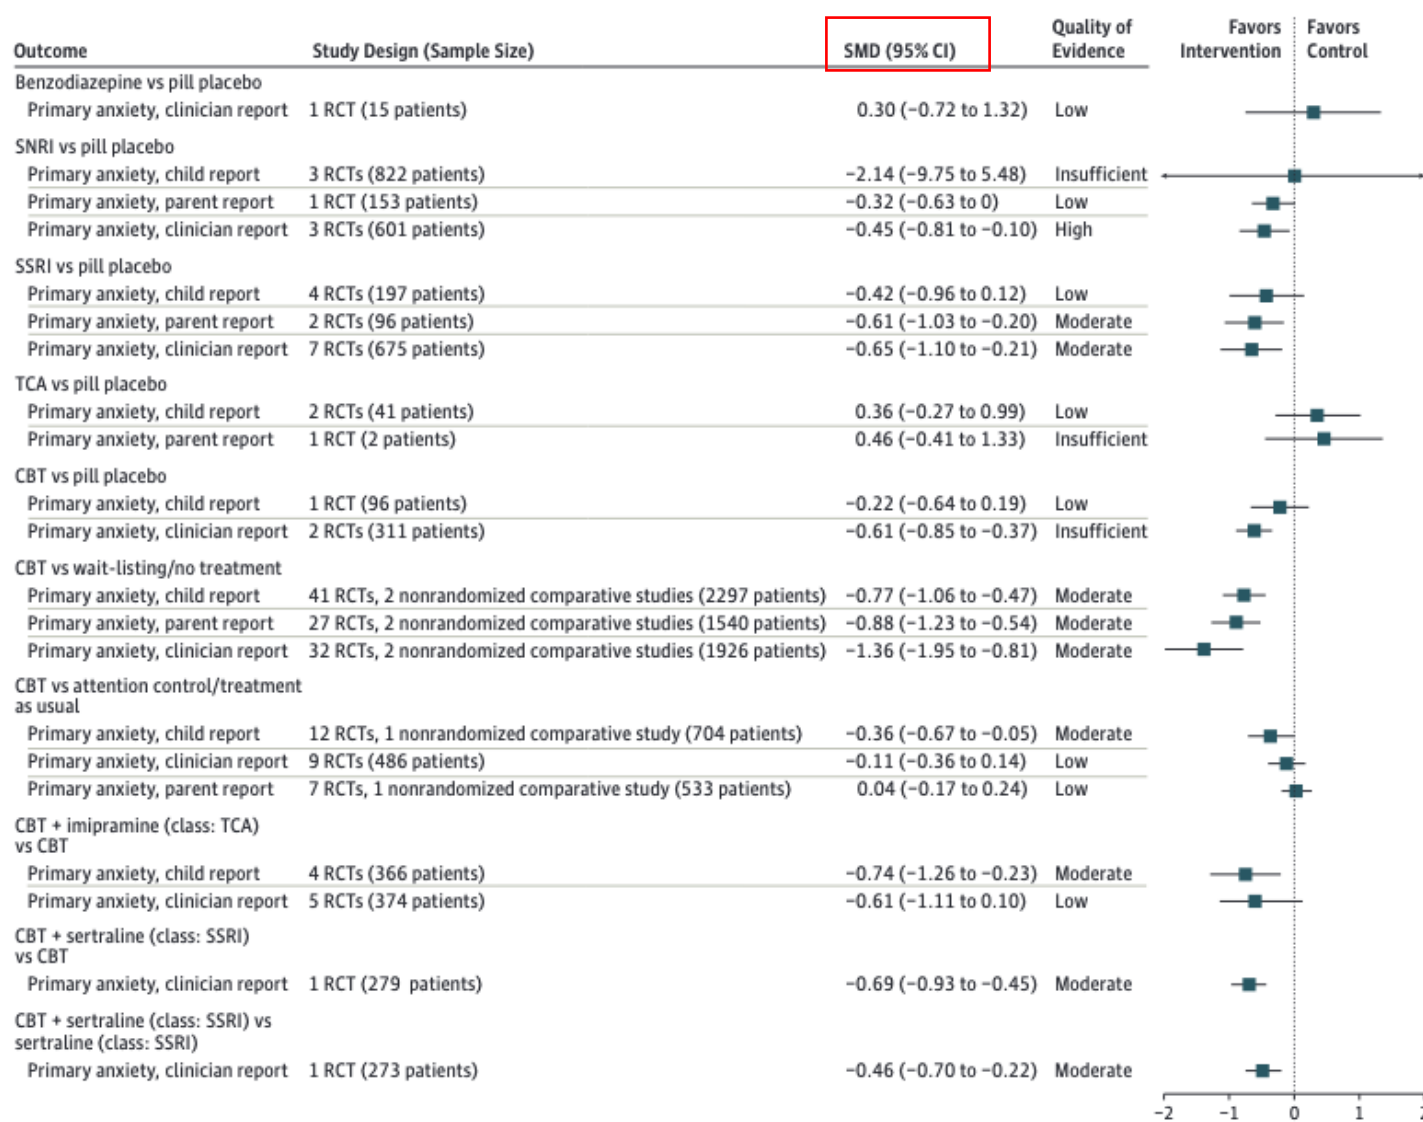 Outcome Study Design (Sample Size) SMD (95% CI) Quality of Evidence Favors Intervention Favors Control
Benzodiazepine vs pill placebo
Primary anxiety, clinician report 1 RCT (15 patients) 0.30 (−0.72 to 1.32) Low
SNRI vs pill placebo
Primary anxiety, child report 3 RCTs (822 patients) −2.14 (−9.75 to 5.48) Insufficient
Primary anxiety, parent report 1 RCT (153 patients) −0.32 (−0.63 to 0) Low
Primary anxiety, clinician report 3 RCTs (601 patients) −0.45 (−0.81 to −0.10) High
SSRI vs pill placebo
Primary anxiety, child report 4 RCTs (197 patients) −0.42 (−0.96 to 0.12) Low
Primary anxiety, parent report 2 RCTs (96 patients) −0.61 (−1.03 to −0.20) Moderate
Primary anxiety, clinician report 7 RCTs (675 patients) −0.65 (−1.10 to −0.21) Moderate
TCA vs pill placebo
Primary anxiety, child report 2 RCTs (41 patients) 0.36 (−0.27 to 0.99) Low
Primary anxiety, parent report 1 RCT (2 patients) 0.46 (−0.41 to 1.33) Insufficient
CBT vs pill placebo
Primary anxiety, child report 1 RCT (96 patients) −0.22 (−0.64 to 0.19) Low
Primary anxiety, clinician report 2 RCTs (311 patients) −0.61 (−0.85 to −0.37) Insufficient
CBT vs wait-listing/no treatment
Primary anxiety, child report 41 RCTs, 2 nonrandomized comparative studies (2297 patients) −0.77 (−1.06 to −0.47) Moderate
Primary anxiety, parent report 27 RCTs, 2 nonrandomized comparative studies (1540 patients) −0.88 (−1.23 to −0.54) Moderate
Primary anxiety, clinician report 32 RCTs, 2 nonrandomized comparative studies (1926 patients) −1.36 (−1.95 to −0.81) Moderate
CBT vs attention control/treatment
as usual
Primary anxiety, child report 12 RCTs, 1 nonrandomized comparative study (704 patients) −0.36 (−0.67 to −0.05) Moderate
Primary anxiety, clinician report 9 RCTs (486 patients) −0.11 (−0.36 to 0.14) Low
Primary anxiety, parent report 7 RCTs, 1 nonrandomized comparative study (533 patients) 0.04 (−0.17 to 0.24) Low
CBT + imipramine (class: TCA)
vs CBT
Primary anxiety, child report 4 RCTs (366 patients) −0.74 (−1.26 to −0.23) Moderate
Primary anxiety, clinician report 5 RCTs (374 patients) −0.61 (−1.11 to 0.10) Low
CBT + sertraline (class: SSRI)
vs CBT
Primary anxiety, clinician report 1 RCT (279 patients) −0.69 (−0.93 to −0.45) Moderate
CBT + sertraline (class: SSRI) vs
sertraline (class: SSRI)
Primary anxiety, clinician report 1 RCT (273 patients) −0.46 (−0.70 to −0.22) Moderate
−2 −1 0 1 2